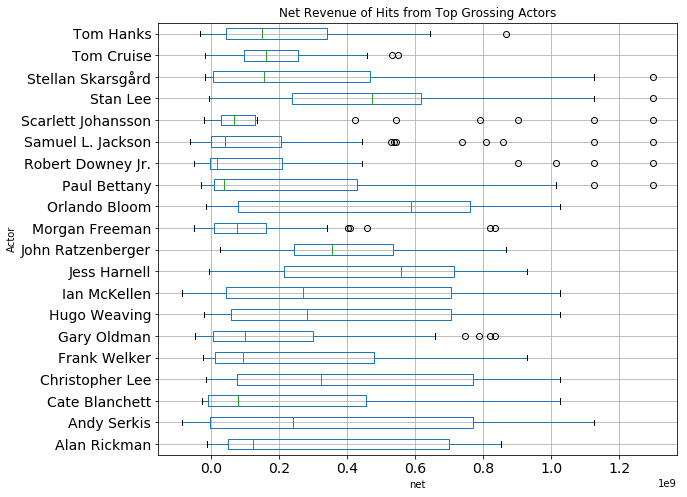 Net Revenue of Hits from Top Grossing Actors
Actor
Tom Hanks
Tom Cruise
Stellan Skarsgård
Stan Lee
Scarlett Johansson
Samuel L. Jackson
Robert Downey Jr.
Paul Bettany
Orlando Bloom
Morgan Freeman
John Ratzenberger
Jess Harnell
Ian McKellen
Hugo Weaving
Gary Oldman
Frank Welker
Christopher Lee
Cate Blanchett
Andy Serkis
Alan Rickman
0.0 0.2 0.4 0.6 0.8 1.0 1.2
net
1e9